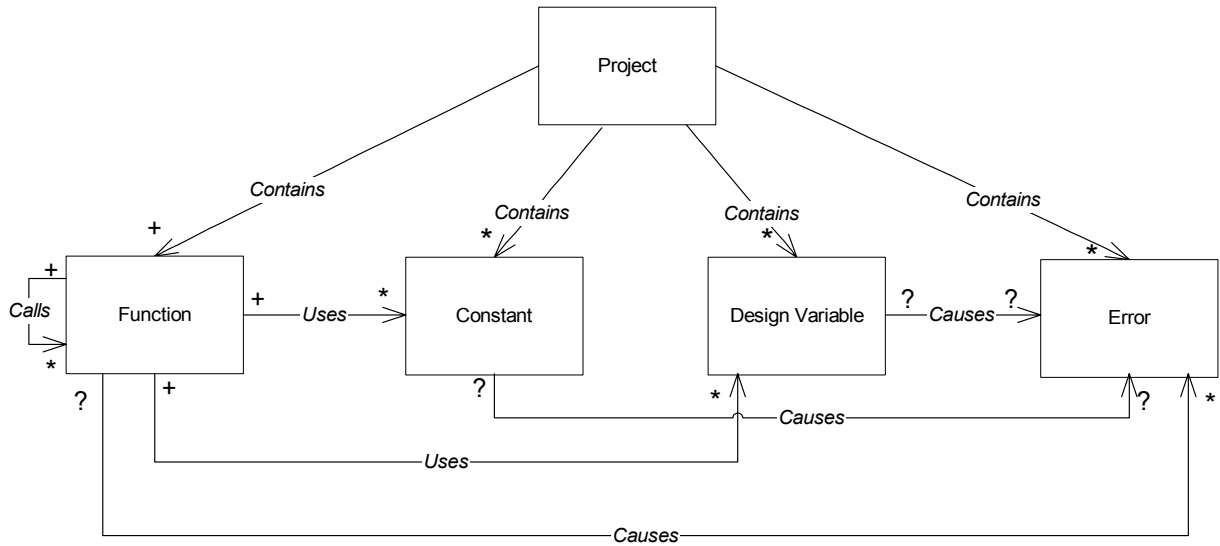 Project
Contains
Contains
Contains
Contains
+
*
*
*
+
Calls
*
Function
+
Uses
*
Constant
Design Variable
?
Causes
?
Error
?
+
?
*
?
*
Causes
Uses
Causes